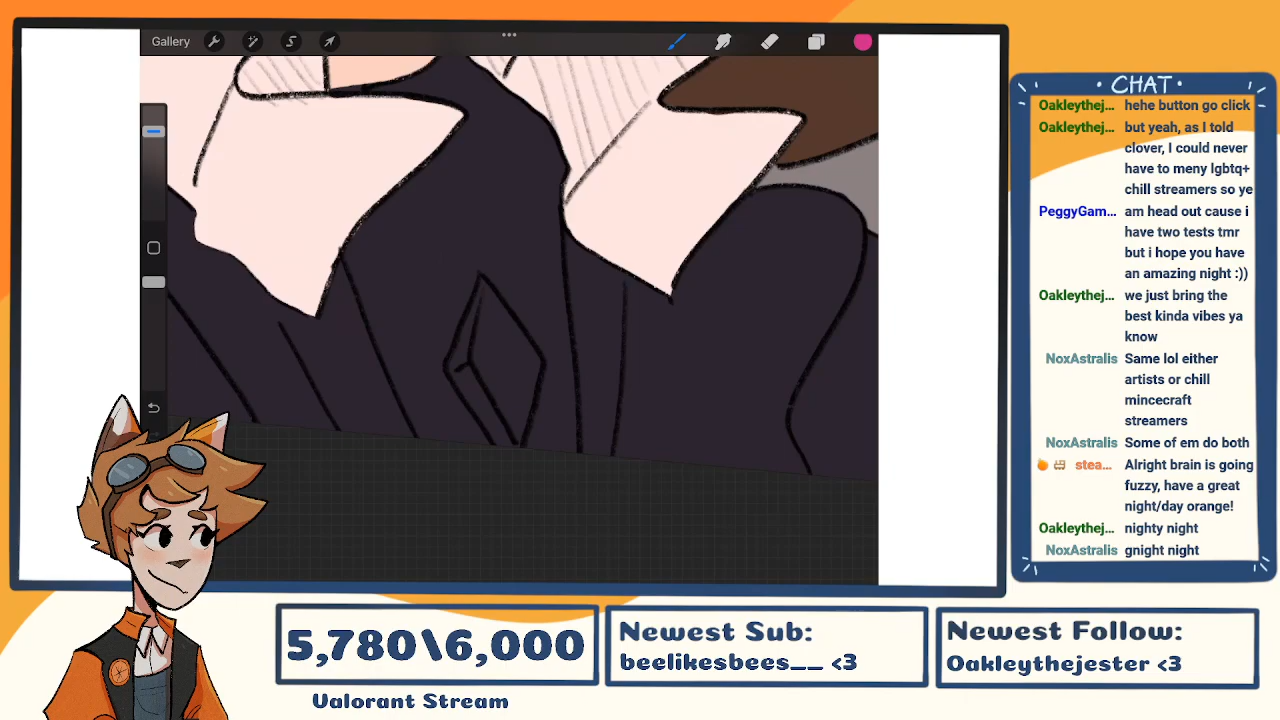 Gallery
• CHAT •
Oakleythej... hehe button go click
Oakleythej... but yeah, as I told
clover, I could never
have to meny lgbtq+
chill streamers so ye
PeggyGam... am head out cause i
have two tests tmr
but i hope you have
an amazing night :))
Oakleythej... we just bring the
best kinda vibes ya
know
NoxAstralis Same lol either
artists or chill
mincecraft
streamers
NoxAstralis Some of em do both
stea... Alright brain is going
fuzzy, have a great
night/day orange!
Oakleythej... nighty night
NoxAstralis gnight night
5,780\6,000
Valorant Stream
Newest Sub:
beelikesbees__ <3
Newest Follow:
Oakleythejester <3